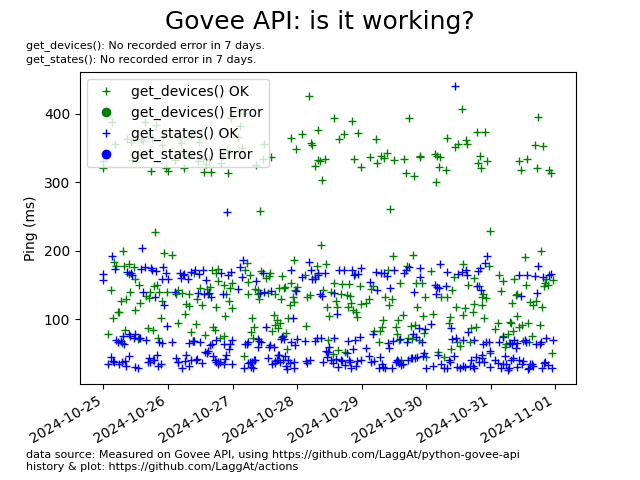 Govee API: is it working?
get_devices(): No recorded error in 7 days.
get_states(): No recorded error in 7 days.
get_devices() OK
get_devices() Error
get_states() OK
get_states() Error
400
300
200
100
Ping (ms)
2024-10-25
2024-10-26
2024-10-27
2024-10-28
2024-10-29
2024-10-30
2024-10-31
2024-11-01
data source: Measured on Govee API, using https://github.com/LaggAt/python-govee-api
history & plot: https://github.com/LaggAt/actions